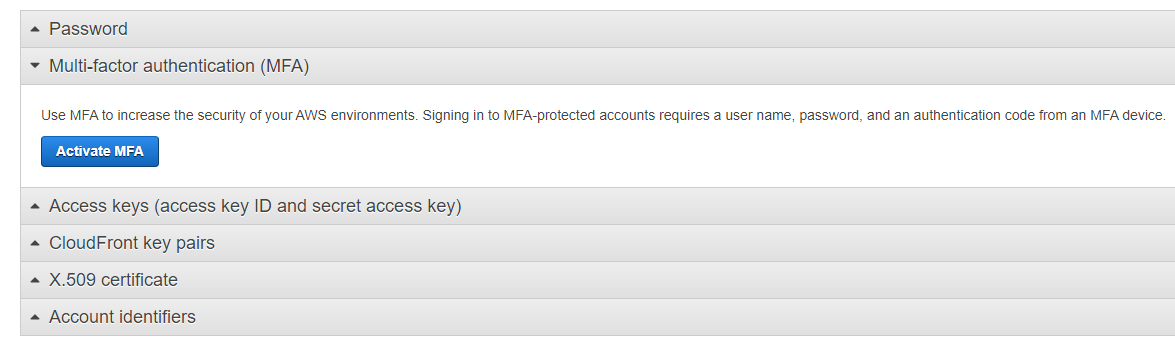 Password
Multi-factor authentication (MFA)
Use MFA to increase the security of your AWS environments. Signing in to MFA-protected accounts requires a user name, password, and an authentication code from an MFA device.
Activate MFA
Access keys (access key ID and secret access key)
CloudFront key pairs
X.509 certificate
Account identifiers